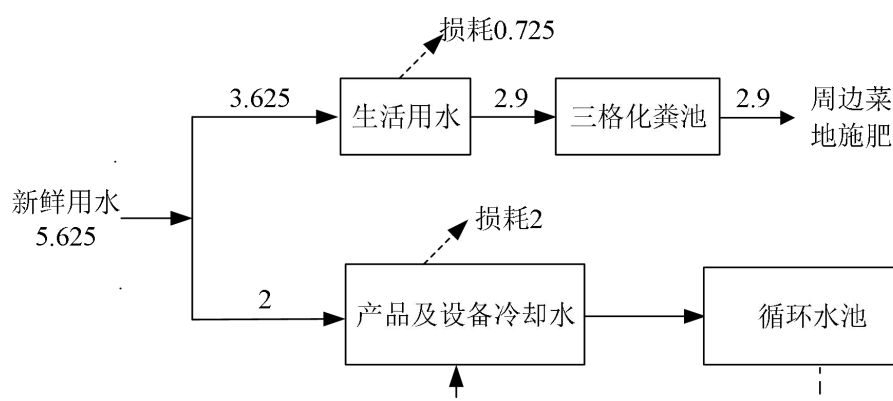 损耗0.725
3.625
生活用水
2.9
三格化粪池
2.9
周边菜
地施肥
新鲜用水
5.625
损耗2
2
产品及设备冷却水
循环水池